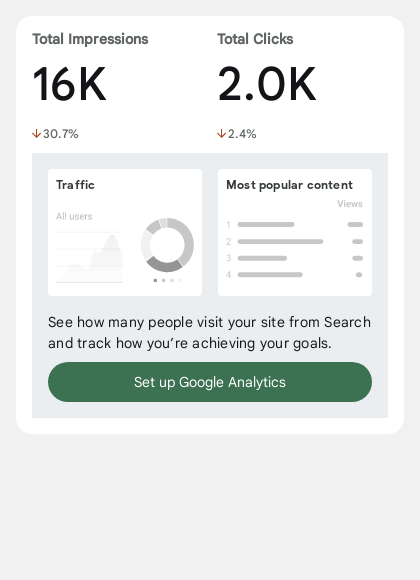 Total Impressions
Total Clicks
16K
2.0K
30.7%
2.4%
Traffic
All users
Most popular content
Views
1
2
3
4
See how many people visit your site from Search
and track how you’re achieving your goals.
Set up Google Analytics